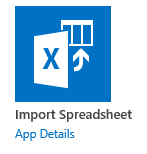 X
Import Spreadsheet
App Details